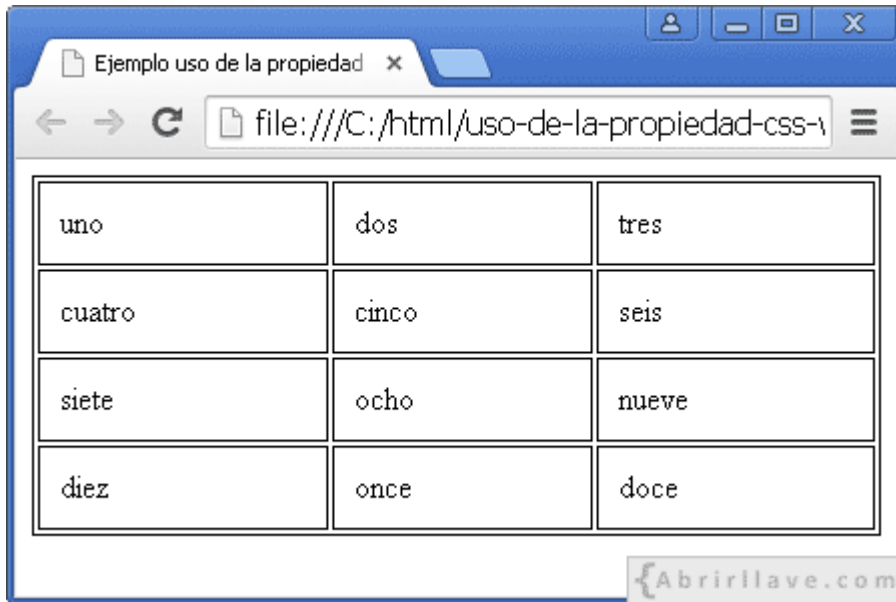 Ejemplo uso de la propiedad
file:///C:/html/uso-de-la-propiedad-css-
uno dos tres
cuatro cinco seis
siete ocho nueve
diez once doce
{Abrirllave.com